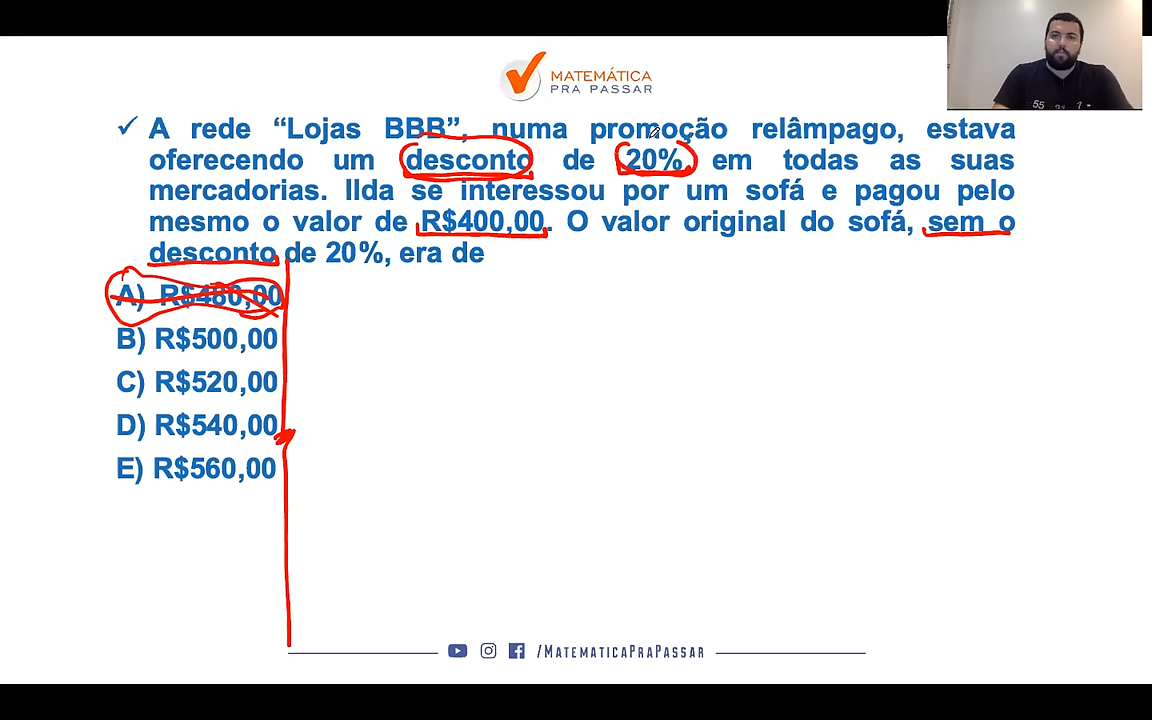 MATEMÁTICA
PRA PASSAR
✓ A rede “Lojas BBB”, numa promoção relâmpago, estava
oferecendo um desconto de 20%, em todas as suas
mercadorias. Ilda se interessou por um sofá e pagou pelo
mesmo o valor de R$400,00. O valor original do sofá, sem o
desconto de 20%, era de
A) R$480,00
B) R$500,00
C) R$520,00
D) R$540,00
E) R$560,00
/MATEMATICAPRAPASSAR